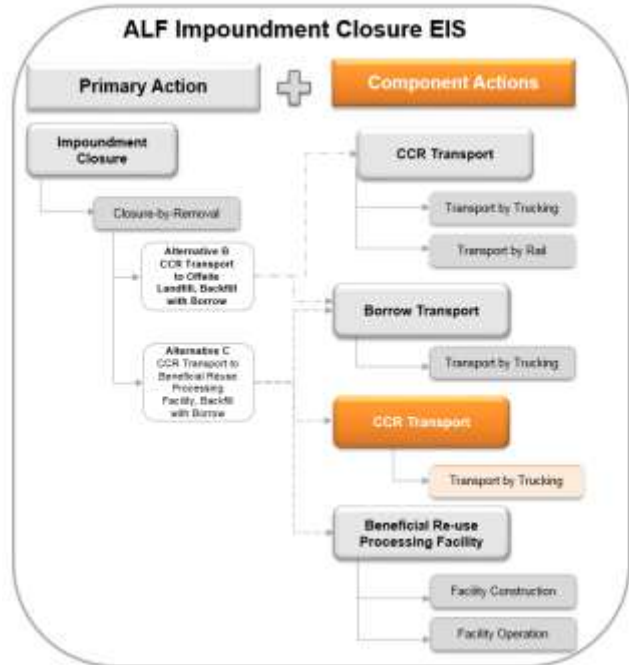 ALF Impoundment Closure EIS
Primary Action
Component Actions
Impoundment
Closure
Closure-by-Removal
Alternative B
CCR Transport
to Offsite
Landfill, Backfill
with Borrow
Alternative C
CCR Transport to
Beneficial Reuse
Processing
Facility, Backfill
with Borrow
CCR Transport
Transport by Trucking
Transport by Rail
Borrow Transport
Transport by Trucking
CCR Transport
Transport by Trucking
Beneficial Re-use
Processing Facility
Facility Construction
Facility Operation